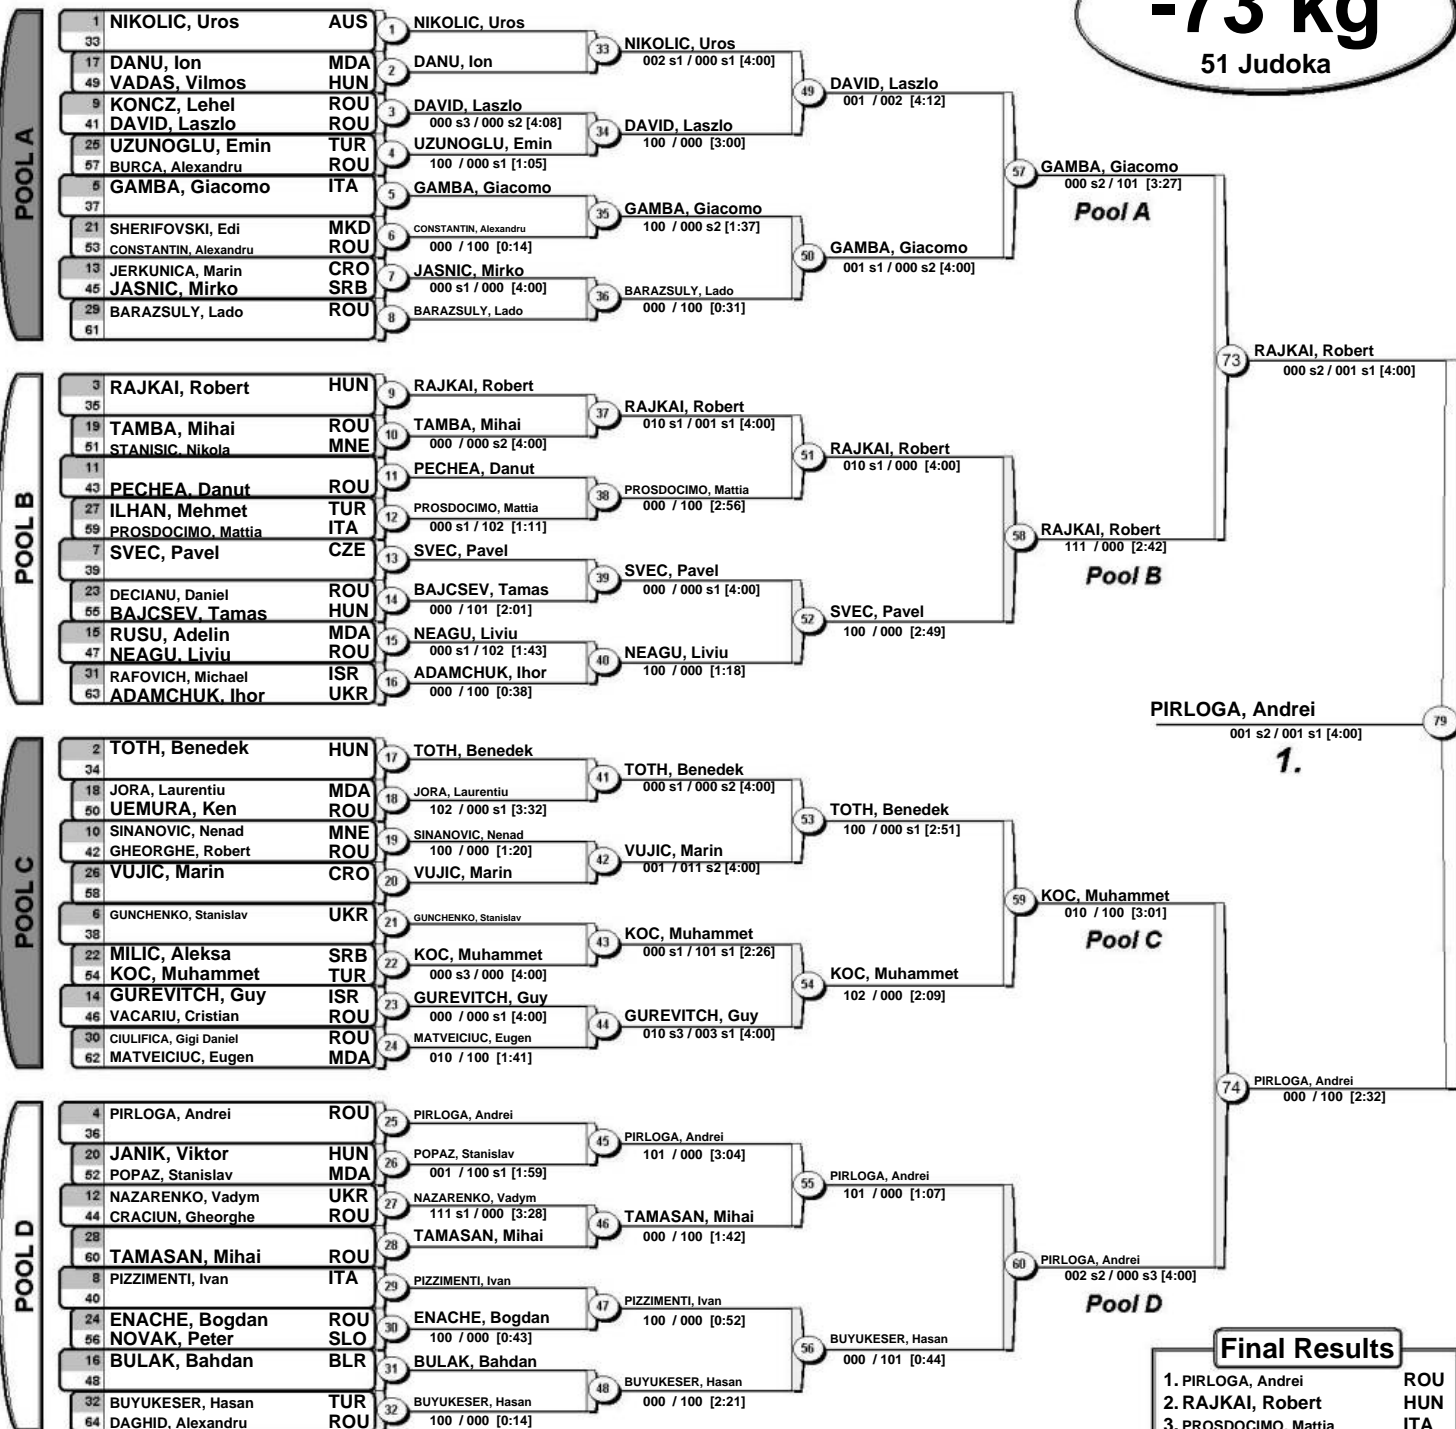 -73 kg
51 Judoka
POOL A
1 NIKOLIC, Uros AUS
33
17 DANU, Ion MDA
49 VADAS, Vilmos HUN
9 KONCZ, Lehel ROU
41 DAVID, Laszlo ROU
25 UZUNOGLU, Emin TUR
57 BURCA, Alexandru ROU
5 GAMBA, Giacomo ITA
37
21 SHERIFOVSKI, Edi MKD
53 CONSTANTIN, Alexandru ROU
13 JERKUNICA, Marin CRO
45 JASNIC, Mirko SRB
29 BARAZSULY, Lado ROU
61
1 NIKOLIC, Uros
2 DANU, Ion
3 DAVID, Laszlo
000 s3 / 000 s2 [4:08]
4 UZUNOGLU, Emin
100 / 000 s1 [1:05]
5 GAMBA, Giacomo
6 CONSTANTIN, Alexandru
000 / 100 [0:14]
7 JASNIC, Mirko
000 s1 / 000 [4:00]
8 BARAZSULY, Lado
33 NIKOLIC, Uros
002 s1 / 000 s1 [4:00]
34 DAVID, Laszlo
100 / 000 [3:00]
35 GAMBA, Giacomo
100 / 000 s2 [1:37]
36 BARAZSULY, Lado
000 / 100 [0:31]
49 DAVID, Laszlo
001 / 002 [4:12]
50 GAMBA, Giacomo
001 s1 / 000 s2 [4:00]
57 GAMBA, Giacomo
000 s2 / 101 [3:27]
Pool A
POOL B
3 RAJKAI, Robert HUN
35
19 TAMBA, Mihai ROU
51 STANISIC, Nikola MNE
11
43 PECHEA, Danut ROU
27 ILHAN, Mehmet TUR
59 PROSDOCIMO, Mattia ITA
7 SVEC, Pavel CZE
39
23 DECIANU, Daniel ROU
55 BAJCSEV, Tamas HUN
15 RUSU, Adelin MDA
47 NEAGU, Liviu ROU
31 RAFOVICH, Michael ISR
63 ADAMCHUK, Ihor UKR
9 RAJKAI, Robert
10 TAMBA, Mihai
000 / 000 s2 [4:00]
11 PECHEA, Danut
12 PROSDOCIMO, Mattia
000 s1 / 102 [1:11]
13 SVEC, Pavel
14 BAJCSEV, Tamas
000 / 101 [2:01]
15 NEAGU, Liviu
000 s1 / 102 [1:43]
16 ADAMCHUK, Ihor
000 / 100 [0:38]
37 RAJKAI, Robert
010 s1 / 001 s1 [4:00]
38 PROSDOCIMO, Mattia
000 / 100 [2:56]
39 SVEC, Pavel
000 / 000 s1 [4:00]
40 NEAGU, Liviu
100 / 000 [1:18]
51 RAJKAI, Robert
010 s1 / 000 [4:00]
52 SVEC, Pavel
100 / 000 [2:49]
58 RAJKAI, Robert
111 / 000 [2:42]
Pool B
73 RAJKAI, Robert
000 s2 / 001 s1 [4:00]
PIRLOGA, Andrei 79
001 s2 / 001 s1 [4:00]
1.
POOL C
2 TOTH, Benedek HUN
34
18 JORA, Laurentiu MDA
50 UEMURA, Ken ROU
10 SINANOVIC, Nenad MNE
42 GHEORGHE, Robert ROU
26 VUJIC, Marin CRO
58
6 GUNCHENKO, Stanislav UKR
38
22 MILIC, Aleksa SRB
54 KOC, Muhammet TUR
14 GUREVITCH, Guy ISR
46 VACARIU, Cristian ROU
30 CIULIFICA, Gigi Daniel ROU
62 MATVEICIUC, Eugen MDA
17 TOTH, Benedek
18 JORA, Laurentiu
102 / 000 s1 [3:32]
19 SINANOVIC, Nenad
100 / 000 [1:20]
20 VUJIC, Marin
21 GUNCHENKO, Stanislav
22 KOC, Muhammet
000 s3 / 000 [4:00]
23 GUREVITCH, Guy
000 / 000 s1 [4:00]
24 MATVEICIUC, Eugen
010 / 100 [1:41]
41 TOTH, Benedek
000 s1 / 000 s2 [4:00]
42 VUJIC, Marin
001 / 011 s2 [4:00]
43 KOC, Muhammet
000 s1 / 101 s1 [2:26]
44 GUREVITCH, Guy
010 s3 / 003 s1 [4:00]
53 TOTH, Benedek
100 / 000 s1 [2:51]
54 KOC, Muhammet
102 / 000 [2:09]
59 KOC, Muhammet
010 / 100 [3:01]
Pool C
POOL D
4 PIRLOGA, Andrei ROU
36
20 JANIK, Viktor HUN
52 POPAZ, Stanislav MDA
12 NAZARENKO, Vadym UKR
44 CRACIUN, Gheorghe ROU
28
60 TAMASAN, Mihai ROU
8 PIZZIMENTI, Ivan ITA
40
24 ENACHE, Bogdan ROU
56 NOVAK, Peter SLO
16 BULAK, Bahdan BLR
48
32 BUYUKESER, Hasan TUR
64 DAGHID, Alexandru ROU
25 PIRLOGA, Andrei
26 POPAZ, Stanislav
001 / 100 s1 [1:59]
27 NAZARENKO, Vadym
111 s1 / 000 [3:28]
28 TAMASAN, Mihai
29 PIZZIMENTI, Ivan
30 ENACHE, Bogdan
100 / 000 [0:43]
31 BULAK, Bahdan
32 BUYUKESER, Hasan
100 / 000 [0:14]
45 PIRLOGA, Andrei
101 / 000 [3:04]
46 TAMASAN, Mihai
000 / 100 [1:42]
47 PIZZIMENTI, Ivan
100 / 000 [0:52]
48 BUYUKESER, Hasan
000 / 100 [2:21]
55 PIRLOGA, Andrei
101 / 000 [1:07]
56 BUYUKESER, Hasan
000 / 101 [0:44]
60 PIRLOGA, Andrei
002 s2 / 000 s3 [4:00]
Pool D
74 PIRLOGA, Andrei
000 / 100 [2:32]
Final Results
1. PIRLOGA, Andrei ROU
2. RAJKAI, Robert HUN
3. PROSDOCIMO, Mattia ITA